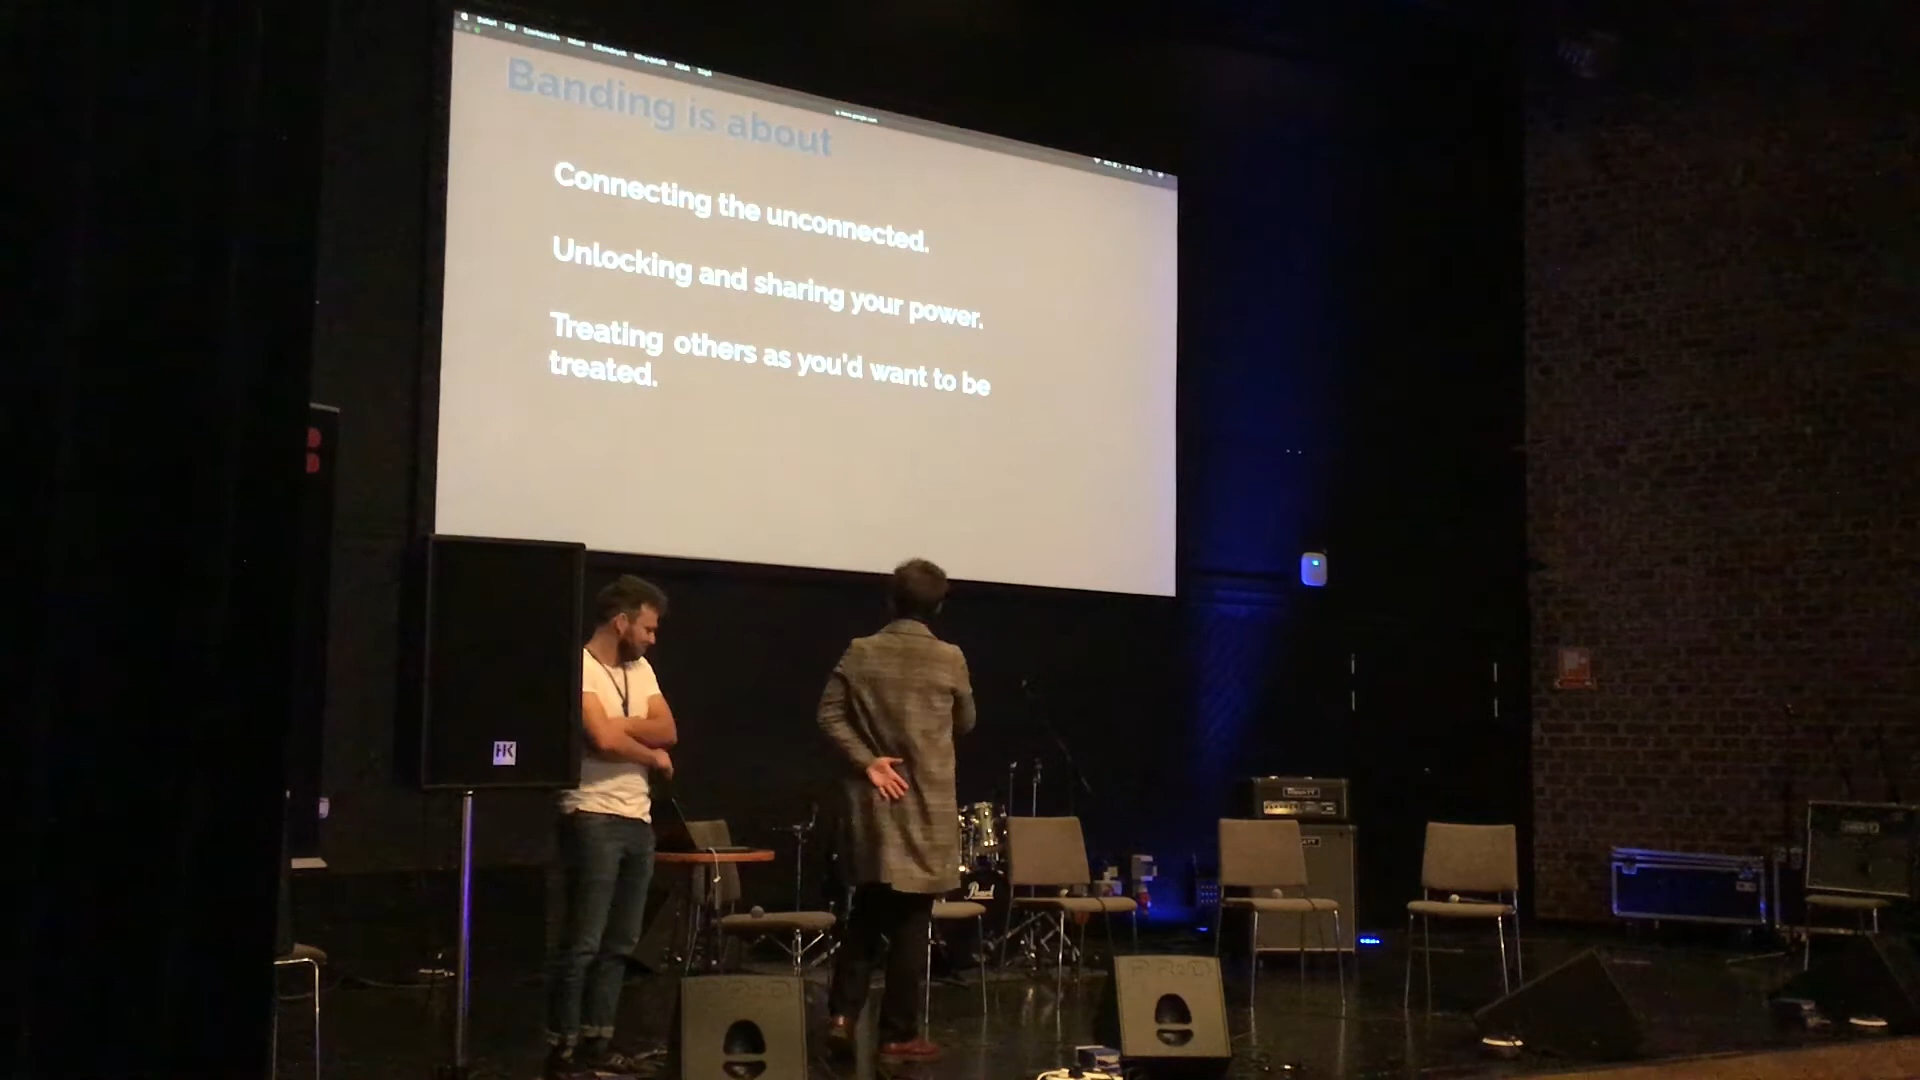 Banding is about
Connecting the unconnected.
Unlocking and sharing your power.
Treating others as you'd want to be
treated.
HK
Pearl